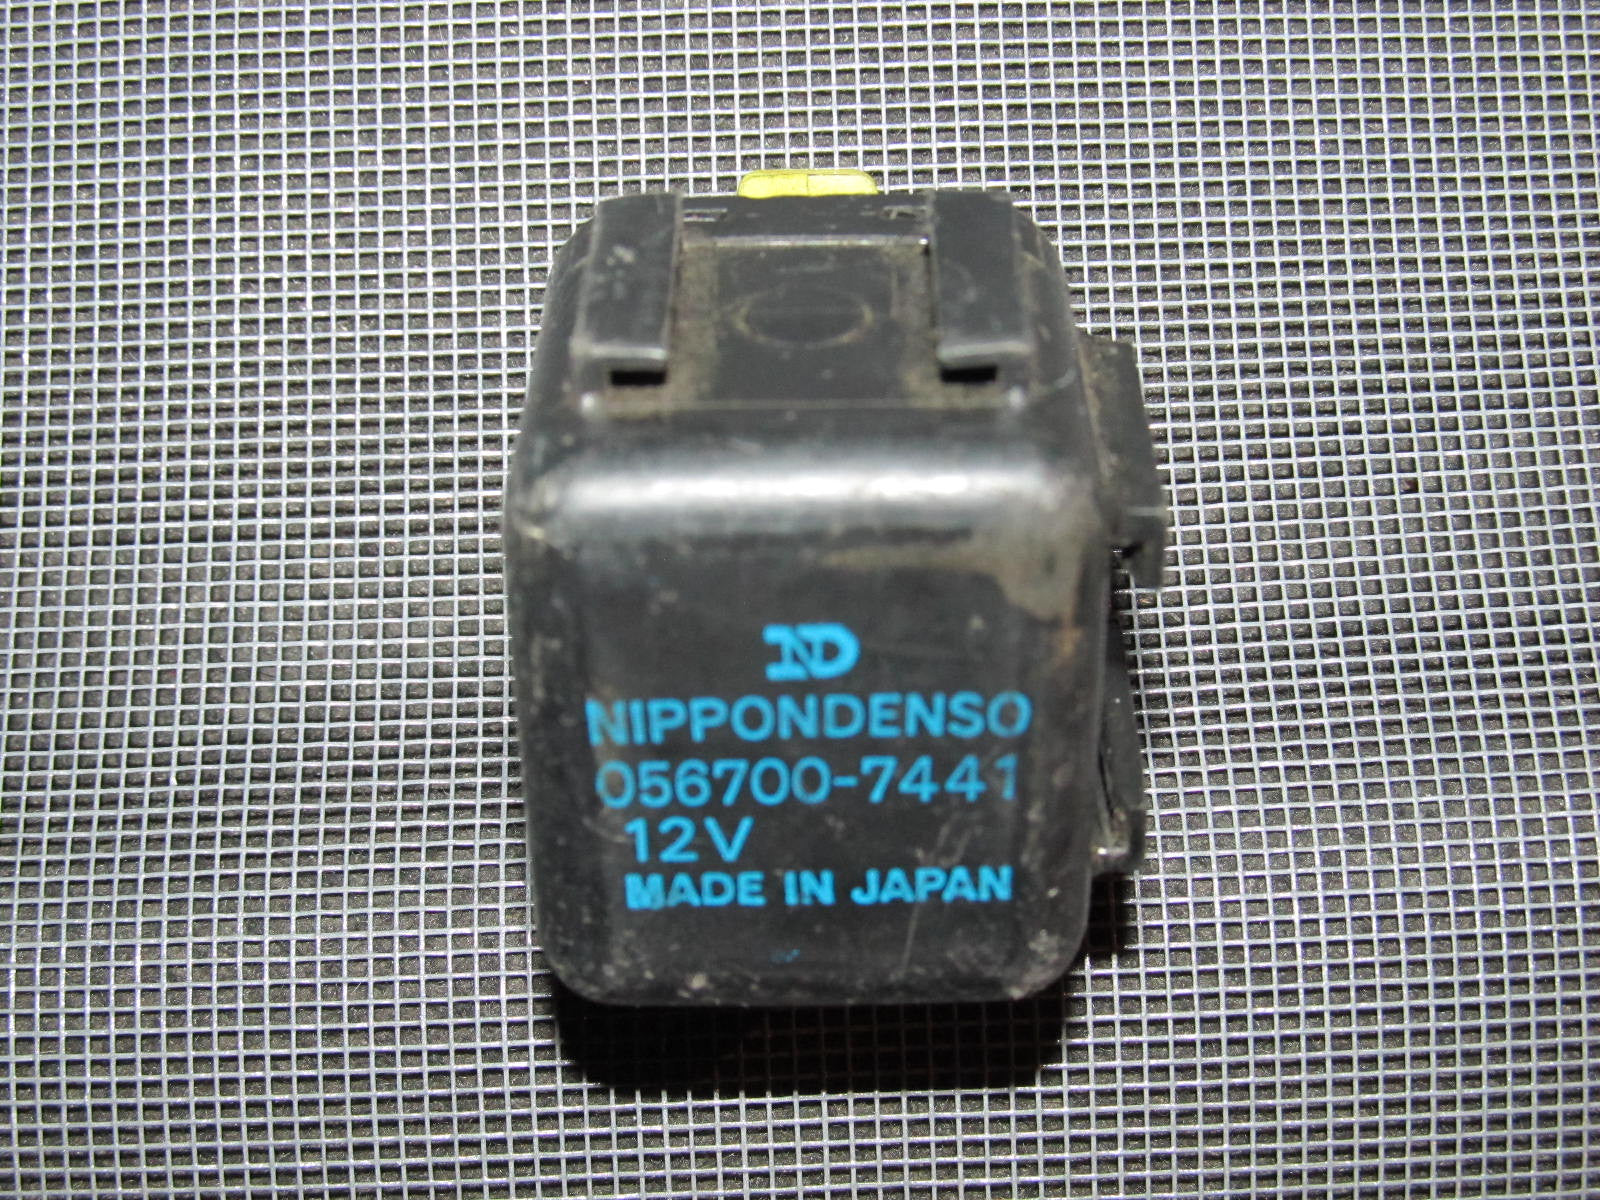 ND
NIPPONDENSO
056700-7441
12V
MADE IN JAPAN